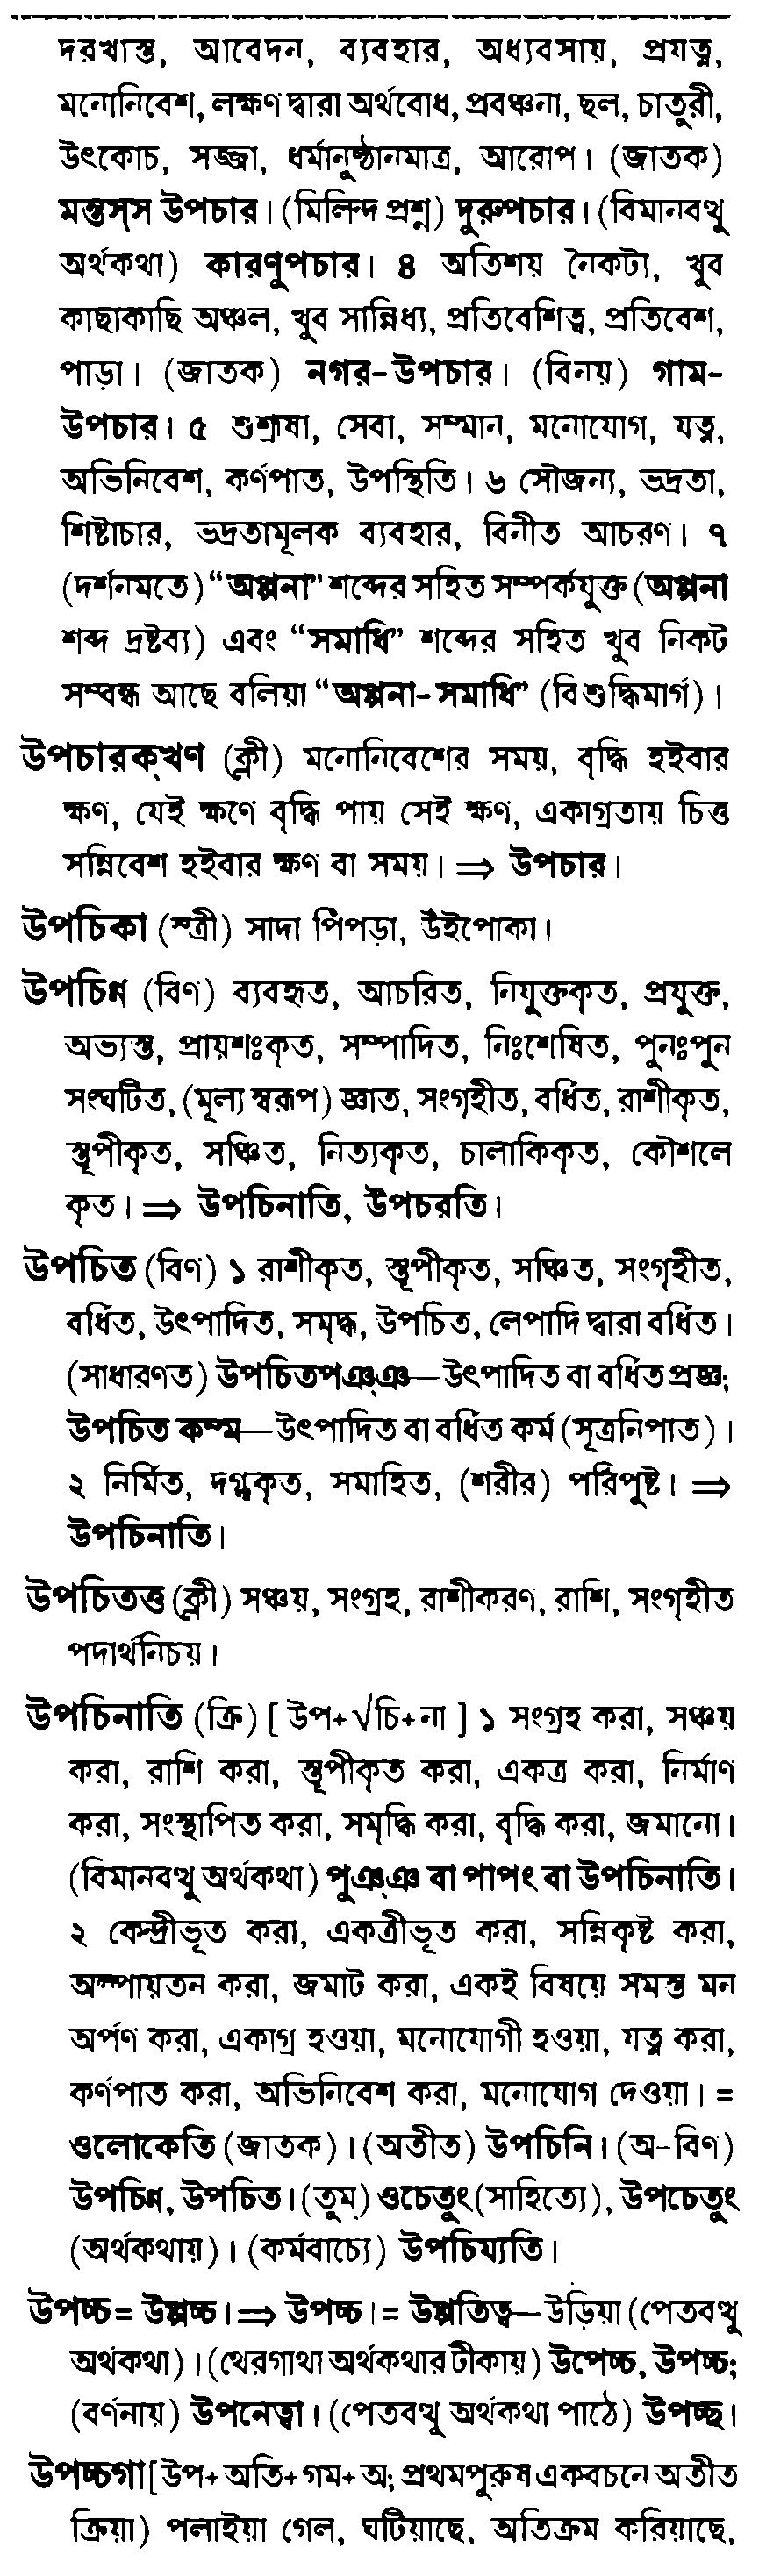 দরখাস্ত, আবেদন, ব্যবহার, অধ্যবসায়, প্রযত্ন,
মনোনিবেশ, লক্ষণ দ্বারা অর্থবোধ, প্রবঞ্চনা, ছল, চাতুরী,
উৎকোচ, সজ্জা, ধর্মানুষ্ঠানমাত্র, আরোপ। (জাতক)
মন্তস্স উপচার। (মিলিন্দ প্রশ্ন) দুরুপচার। (বিমানবত্থু
অর্থকথা) কারণুপচার। ৪ অতিশয় নৈকট্য, খুব
কাছাকাছি অঞ্চল, খুব সান্নিধ্য, প্রতিবেশিত্ব, প্রতিবেশ,
পাড়া। (জাতক) নগর-উপচার। (বিনয়) গাম-
উপচার। ৫ শুশ্রূষা, সেবা, সম্মান, মনোযোগ, যত্ন,
অভিনিবেশ, কর্ণপাত, উপস্থিতি। ৬ সৌজন্য, ভদ্রতা,
শিষ্টাচার, ভদ্রতামূলক ব্যবহার, বিনীত আচরণ। ৭
(দর্শনমতে) “অপ্পনা” শব্দের সহিত সম্পর্কযুক্ত (অপ্পনা
শব্দ দ্রষ্টব্য) এবং “সমাধি” শব্দের সহিত খুব নিকট
সম্বন্ধ আছে বলিয়া “অপ্পনা-সমাধি” (বিশুদ্ধিমার্গ)।
উপচারক্খণ (ক্লী) মনোনিবেশের সময়, বৃদ্ধি হইবার
ক্ষণ, যেই ক্ষণে বৃদ্ধি পায় সেই ক্ষণ, একাগ্রতায় চিত্ত
সন্নিবেশ হইবার ক্ষণ বা সময়। ⇒ উপচার।
উপচিকা (স্ত্রী) সাদা পিঁপড়া, উঁইপোকা।
উপচিণ্ণ (বিণ) ব্যবহৃত, আচরিত, নিযুক্তকৃত, প্রযুক্ত,
অভ্যস্ত, প্রায়শঃকৃত, সম্পাদিত, নিঃশেষিত, পুনঃপুন
সংঘটিত, (মূল্য স্বরূপ) জ্ঞাত, সংগৃহীত, বর্ধিত, রাশীকৃত,
স্তূপীকৃত, সঞ্চিত, নিত্যকৃত, চালাকিকৃত, কৌশলে
কৃত। ⇒ উপচিনাতি, উপচরতি।
উপচিত (বিণ) ১ রাশীকৃত, স্তূপীকৃত, সঞ্চিত, সংগৃহীত,
বর্ধিত, উৎপাদিত, সমৃদ্ধ, উপচিত, লেপাদি দ্বারা বর্ধিত।
(সাধারণত) উপচিতপঞ্ঞ—উৎপাদিত বা বর্ধিত প্রজ্ঞ;
উপচিত কম্ম—উৎপাদিত বা বর্ধিত কর্ম (সূত্রনিপাত)।
২ নির্মিত, দগ্ধকৃত, সমাহিত, (শরীর) পরিপুষ্ট। ⇒
উপচিনাতি।
উপচিতত্ত (ক্লী) সঞ্চয়, সংগ্রহ, রাশীকরণ, রাশি, সংগৃহীত
পদার্থনিচয়।
উপচিনাতি (ক্রি) [ উপ+√চি+না ] ১ সংগ্রহ করা, সঞ্চয়
করা, রাশি করা, স্তূপীকৃত করা, একত্র করা, নির্মাণ
করা, সংস্থাপিত করা, সমৃদ্ধি করা, বৃদ্ধি করা, জমানো।
(বিমানবত্থু অর্থকথা) পুঞ্ঞ বা পাপং বা উপচিনাতি।
২ কেন্দ্রীভূত করা, একত্রীভূত করা, সন্নিকৃষ্ট করা,
অল্পায়তন করা, জমাট করা, একই বিষয়ে সমস্ত মন
অর্পণ করা, একাগ্র হওয়া, মনোযোগী হওয়া, যত্ন করা,
কর্ণপাত করা, অভিনিবেশ করা, মনোযোগ দেওয়া। =
ওলোকেতি (জাতক)। (অতীত) উপচিনি। (অ-বিণ)
উপচিণ্ণ, উপচিত। (তুম্) ওচেতুং (সাহিত্যে), উপচেতুং
(অর্থকথায়)। (কর্মবাচ্যে) উপচিয্যতি।
উপচ্চ = উপ্পচ্চ। ⇒ উপচ্চ। = উপ্পতিত্ব—উড়িয়া (পেতবত্থু
অর্থকথা)। (থেরগাথা অর্থকথার টীকায়) উপেচ্চ, উপচ্চ;
(বর্ণনায়) উপনেত্বা। (পেতবত্থু অর্থকথা পাঠে) উপচ্ছ।
উপচ্চগা [উপ+অতি+গম+অ; প্রথমপুরুষ একবচনে অতীত
ক্রিয়া) পলাইয়া গেল, ঘটিয়াছে, অতিক্রম করিয়াছে,